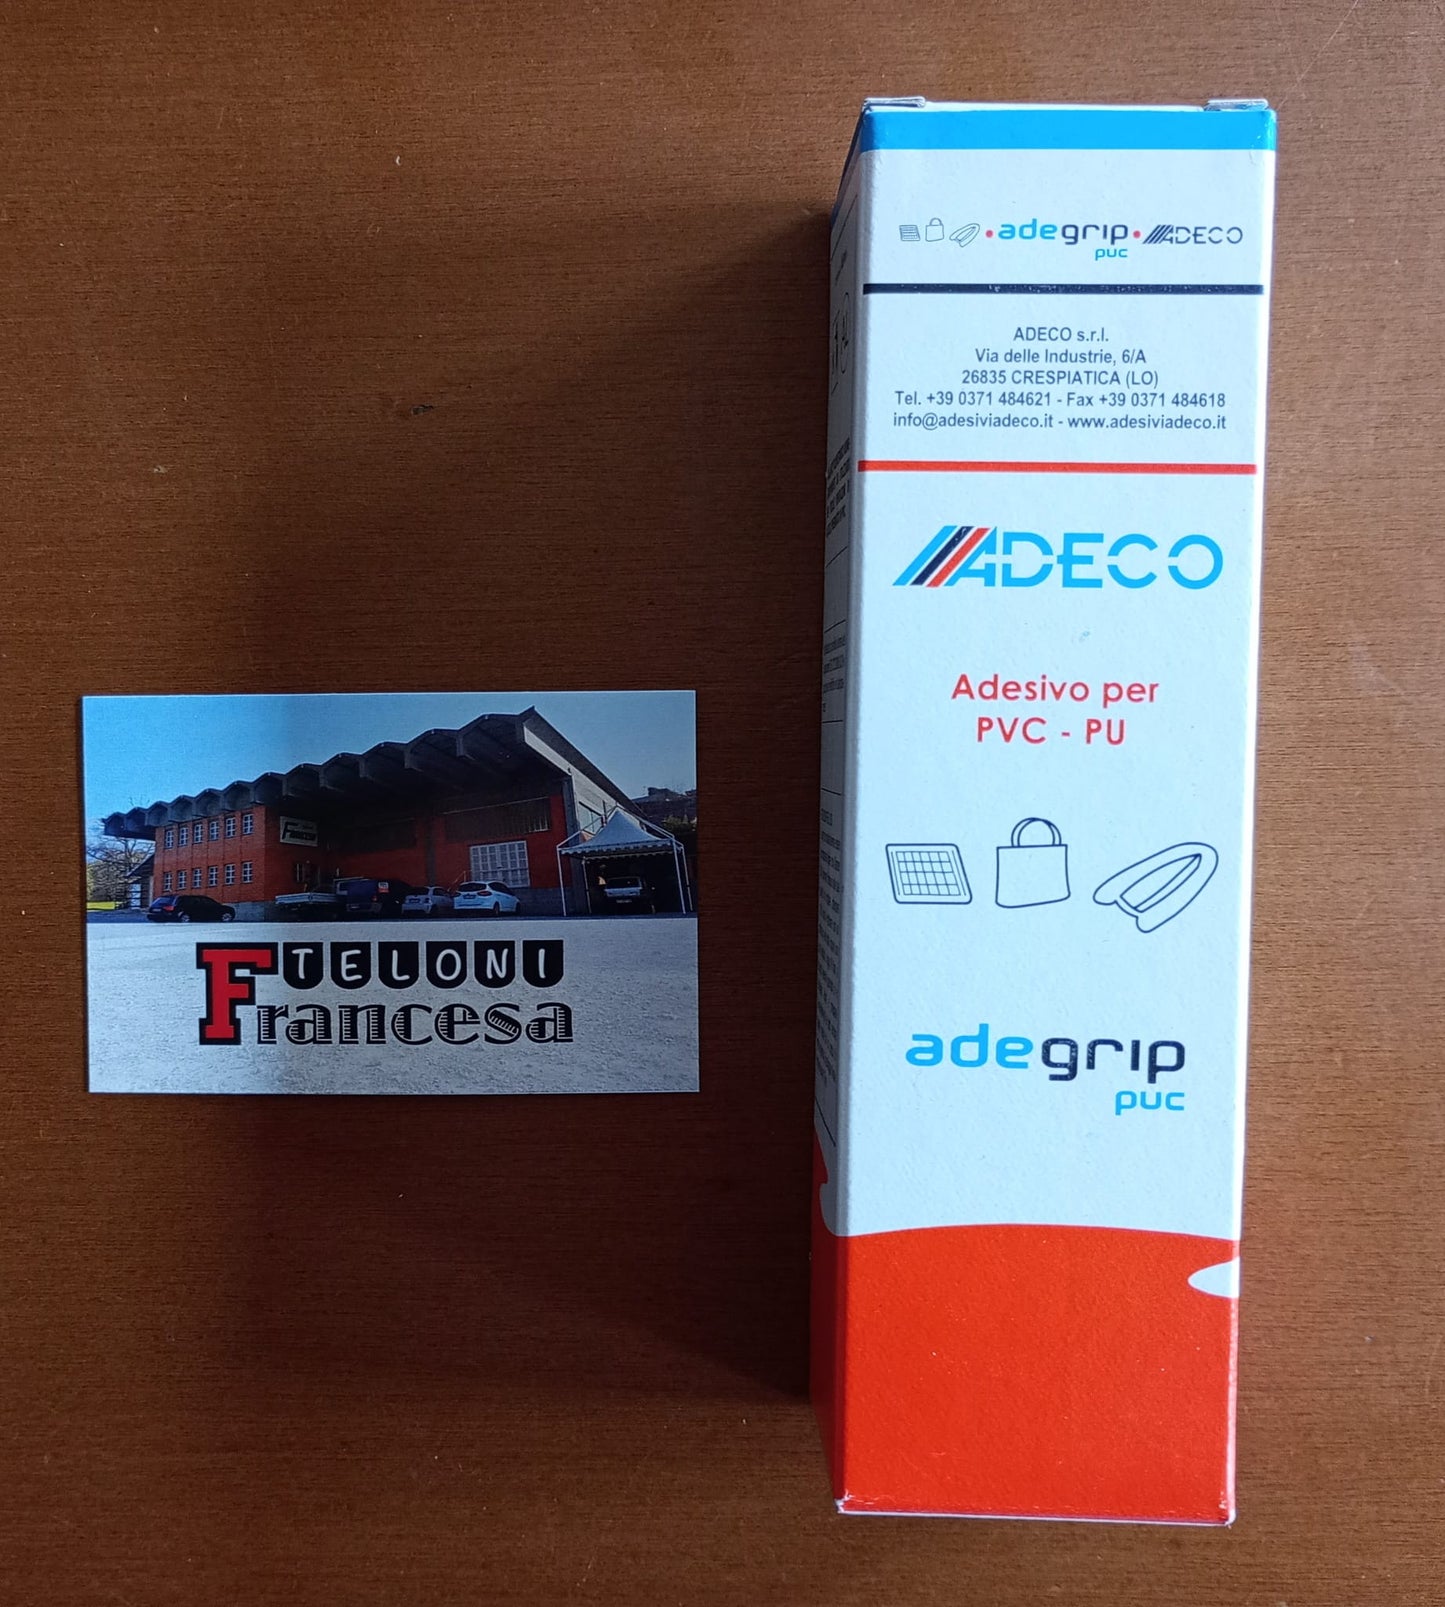 adegrip ADECO
puc
ADECO s.r.l.
Via delle Industrie, 6/A
26835 CRESPIATICA (LO)
Tel. +39 0371 484621 - Fax +39 0371 484618
info@adesiviadeco.it - www.adesiviadeco.it
ADECO
Adesivo per
PVC - PU
adegrip
puc
TELONI
Francesa